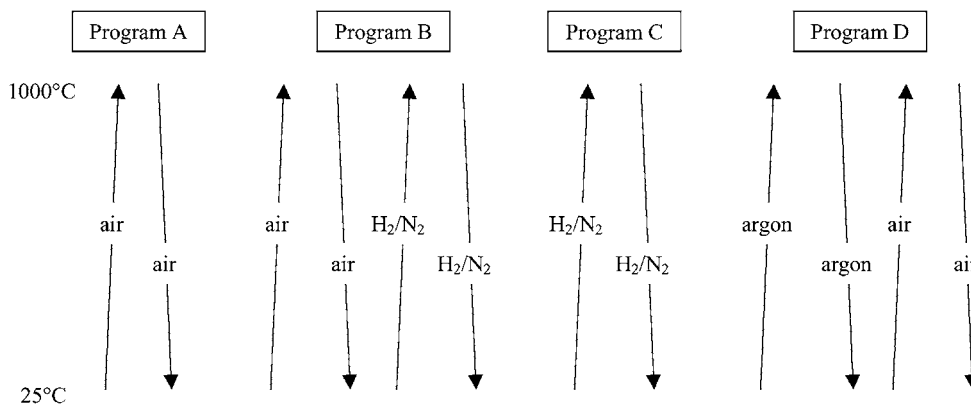 Program A
Program B
Program C
Program D
1000°C
air
air
H₂/N₂
H₂/N₂
argon
air
air
air
H₂/N₂
H₂/N₂
argon
air
25°C